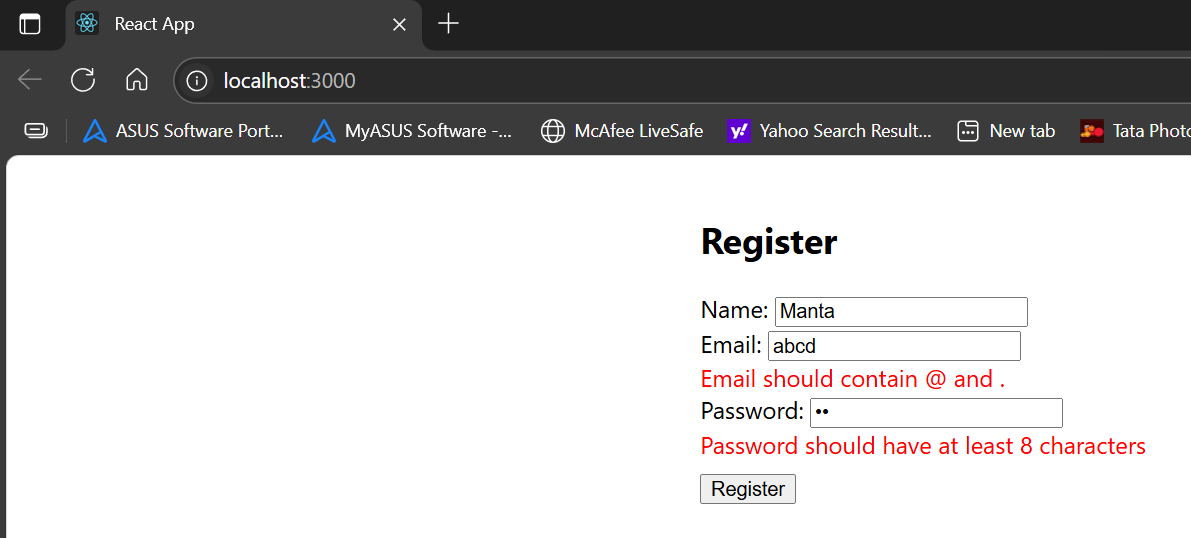 React App
localhost:3000
ASUS Software Port... MyASUS Software -... McAfee LiveSafe Yahoo Search Result... New tab Tata Photo
Register
Name: Manta
Email: abcd
Email should contain @ and .
Password: ••
Password should have at least 8 characters
Register